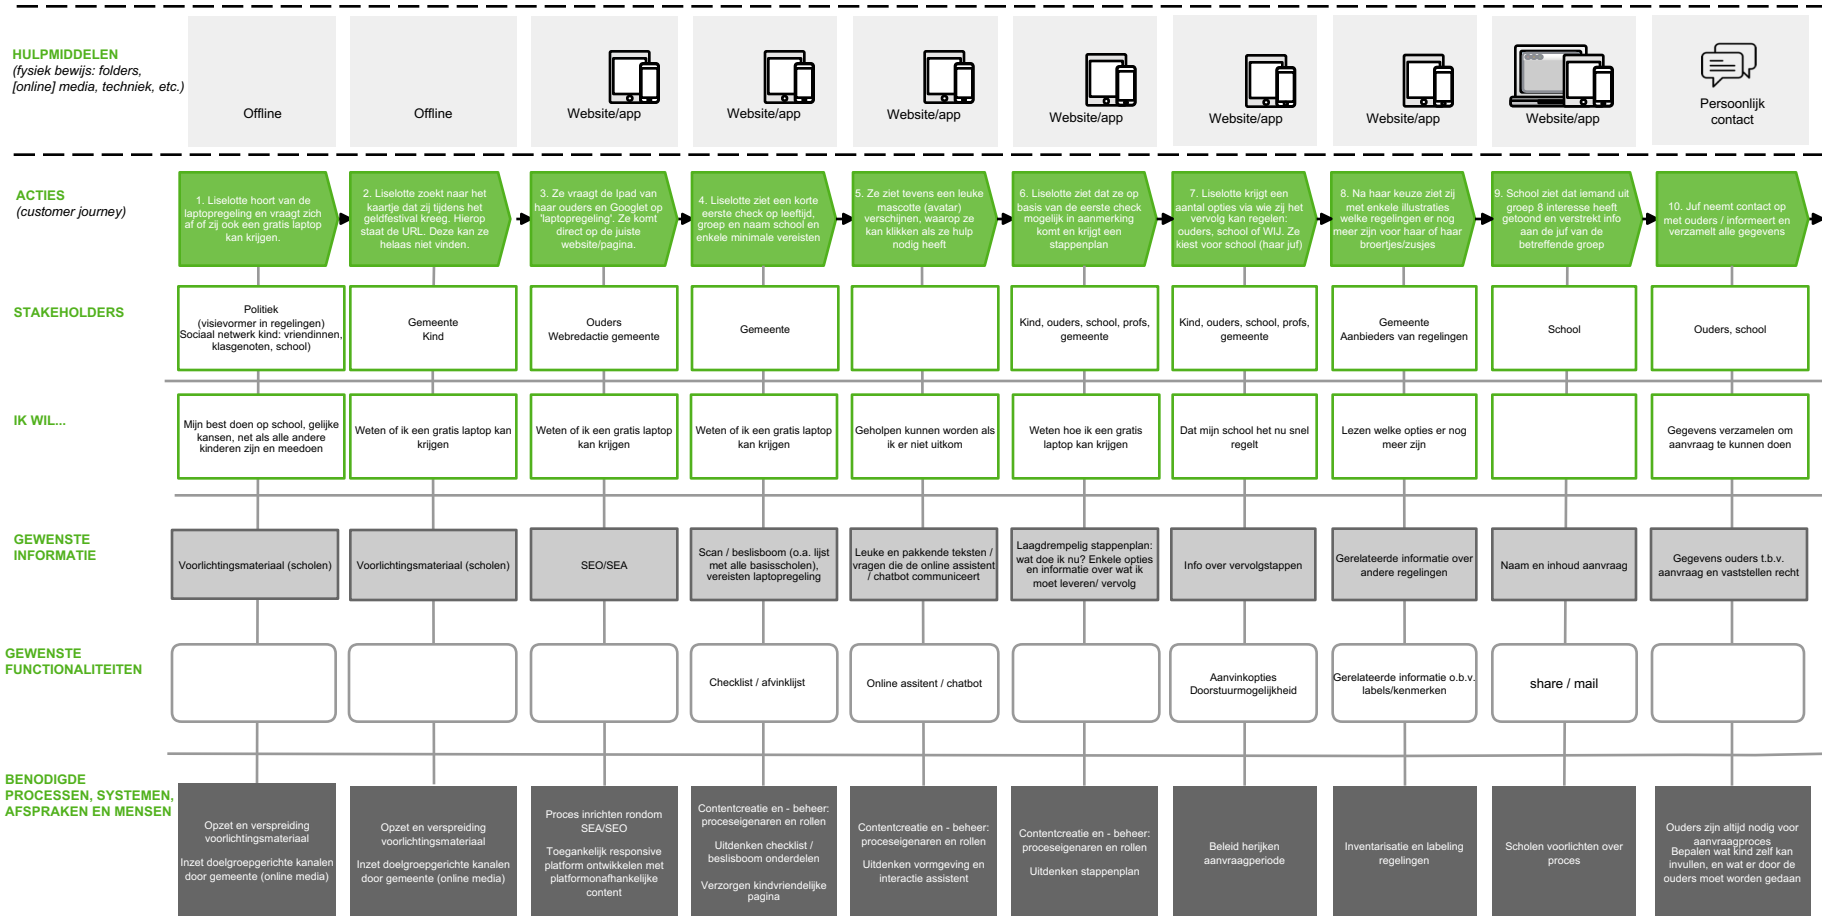 HULPMIDDELEN
(fysiek bewijs: folders,
[online] media, techniek, etc.)
Offline
Offline
Website/app
Website/app
Website/app
Website/app
Website/app
Website/app
Website/app
Persoonlijk
contact
ACTIES
(customer journey)
1. Liselotte hoort van de
laptopregeling en vraagt zich
af of zij ook een gratis laptop
kan krijgen.
2. Liselotte zoekt naar het
kaartje dat zij tijdens het
geldfestival kreeg. Hierop
staat de URL. Deze kan ze
helaas niet vinden.
3. Ze vraagt de Ipad van
haar ouders en Googlet op
'laptopregeling'. Ze komt
direct op de juiste
website/pagina.
4. Liselotte ziet een korte
eerste check op leeftijd,
groep en naam school en
enkele minimale vereisten
5. Ze ziet tevens een leuke
mascotte (avatar)
verschijnen, waarop ze
kan klikken als ze hulp
nodig heeft
6. Liselotte ziet dat ze op
basis van de eerste check
mogelijk in aanmerking
komt en krijgt een
stappenplan
7. Liselotte krijgt een
aantal opties via wie zij het
vervolg kan regelen:
ouders, school of WIJ. Ze
kiest voor school (haar juf)
8. Na haar keuze ziet zij
met enkele illustraties
welke regelingen er nog
meer zijn voor haar of haar
broertjes/zusjes
9. School ziet dat iemand uit
groep 8 interesse heeft
getoond en verstrekt info
aan de juf van de
betreffende groep
10. Juf neemt contact op
met ouders / informeert en
verzamelt alle gegevens
STAKEHOLDERS
Politiek
(visievormer in regelingen)
Sociaal netwerk kind: vriendinnen,
klasgenoten, school)
Gemeente
Kind
Ouders
Webredactie gemeente
Gemeente
Kind, ouders, school, profs,
gemeente
Kind, ouders, school, profs,
gemeente
Gemeente
Aanbieders van regelingen
School
Ouders, school
IK WIL...
Mijn best doen op school, gelijke
kansen, net als alle andere
kinderen zijn en meedoen
Weten of ik een gratis laptop kan
krijgen
Weten of ik een gratis laptop
kan krijgen
Weten of ik een gratis laptop
kan krijgen
Geholpen kunnen worden als
ik er niet uitkom
Weten hoe ik een gratis
laptop kan krijgen
Dat mijn school het nu snel
regelt
Lezen welke opties er nog
meer zijn
Gegevens verzamelen om
aanvraag te kunnen doen
GEWENSTE
INFORMATIE
Voorlichtingsmateriaal (scholen)
Voorlichtingsmateriaal (scholen)
SEO/SEA
Scan / beslisboom (o.a. lijst
met alle basisscholen),
vereisten laptopregeling
Leuke en pakkende teksten /
vragen die de online assistent
/ chatbot communiceert
Laagdrempelig stappenplan:
wat doe ik nu? Enkele opties
en informatie over wat ik
moet leveren/ vervolg
Info over vervolgstappen
Gerelateerde informatie over
andere regelingen
Naam en inhoud aanvraag
Gegevens ouders t.b.v.
aanvraag en vaststellen recht
GEWENSTE
FUNCTIONALITEITEN
Checklist / afvinklijst
Online assitent / chatbot
Aanvinkopties
Doorstuurmogelijkheid
Gerelateerde informatie o.b.v.
labels/kenmerken
share / mail
BENODIGDE
PROCESSEN, SYSTEMEN,
AFSPRAKEN EN MENSEN
Opzet en verspreiding
voorlichtingsmateriaal
Inzet doelgroepgerichte kanalen
door gemeente (online media)
Opzet en verspreiding
voorlichtingsmateriaal
Inzet doelgroepgerichte kanalen
door gemeente (online media)
Proces inrichten rondom
SEA/SEO
Toegankelijk responsive
platform ontwikkelen met
platformonafhankelijke
content
Contentcreatie en - beheer:
proceseigenaren en rollen
Uitdenken checklist /
beslisboom onderdelen
Verzorgen kindvriendelijke
pagina
Contentcreatie en - beheer:
proceseigenaren en rollen
Uitdenken vormgeving en
interactie assistent
Contentcreatie en - beheer:
proceseigenaren en rollen
Uitdenken stappenplan
Beleid herijken
aanvraagperiode
Inventarisatie en labeling
regelingen
Scholen voorlichten over
proces
Ouders zijn altijd nodig voor
aanvraagproces
Bepalen wat kind zelf kan
invullen, en wat er door de
ouders moet worden gedaan